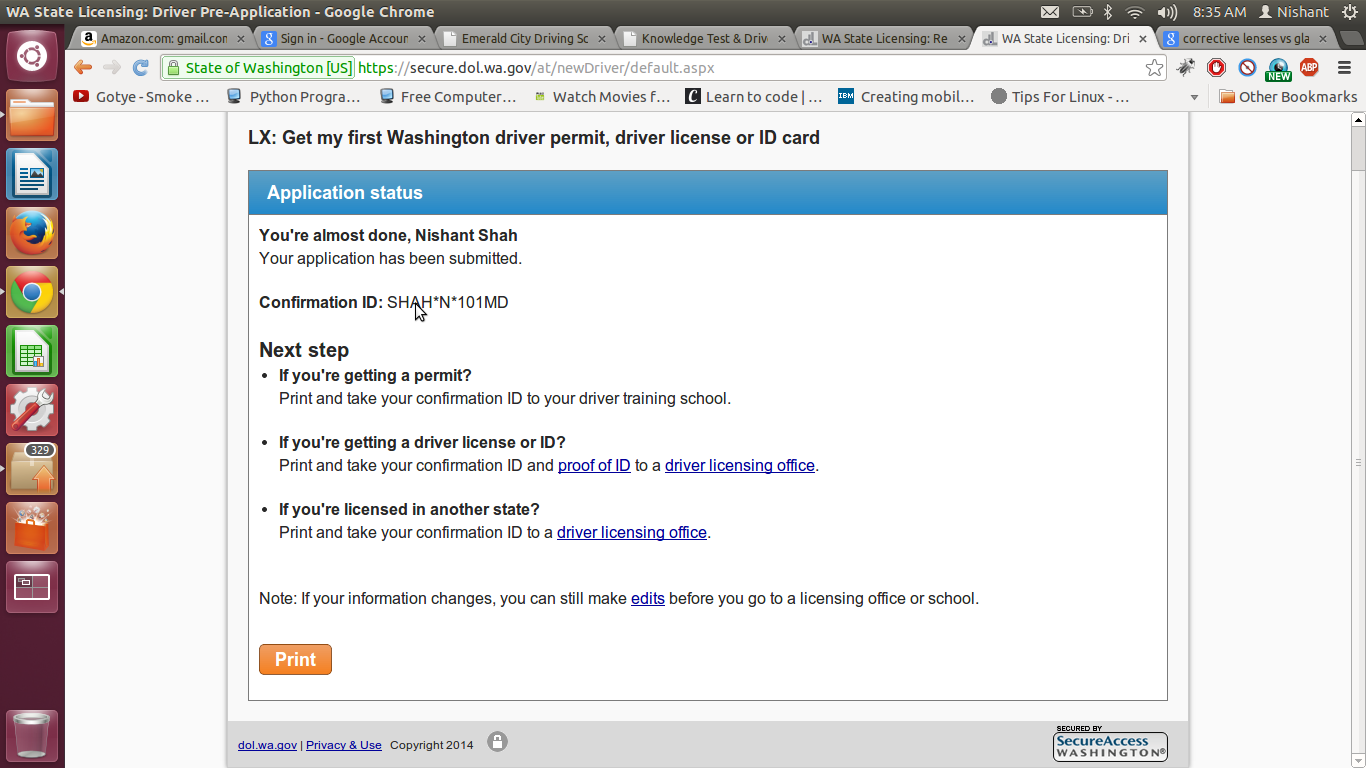 WA State Licensing: Driver Pre-Application - Google Chrome
8:35 AM
Nishant
Amazon.com: gmail.con
Sign in - Google Accoun
Emerald City Driving Sc
Knowledge Test & Drive
WA State Licensing: Re
WA State Licensing: Dri
corrective lenses vs gla
State of Washington [US]
https://secure.dol.wa.gov/at/newDriver/default.aspx
NEW
ABP
Gotye - Smoke ...
Python Progra...
Free Computer...
Watch Movies f...
C
Learn to code | ...
IBM
Creating mobil...
Tips For Linux - ...
Other Bookmarks
329
LX: Get my first Washington driver permit, driver license or ID card
Application status
You're almost done, Nishant Shah
Your application has been submitted.
Confirmation ID: SHAH*N*101MD
Next step
• If you're getting a permit?
Print and take your confirmation ID to your driver training school.
• If you're getting a driver license or ID?
Print and take your confirmation ID and proof of ID to a driver licensing office.
• If you're licensed in another state?
Print and take your confirmation ID to a driver licensing office.
Note: If your information changes, you can still make edits before you go to a licensing office or school.
Print
dol.wa.gov | Privacy & Use Copyright 2014
SECURED BY
SecureAccess
WASHINGTON®